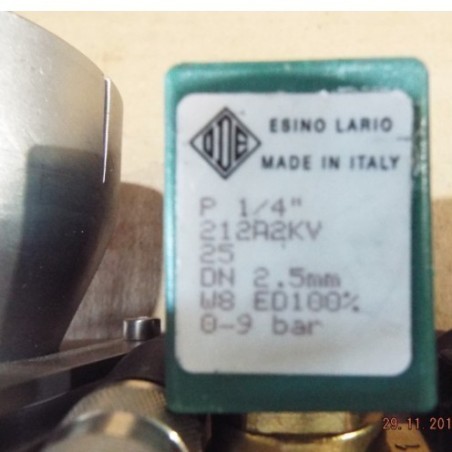 ODE
ESINO LARIO
MADE IN ITALY
P 1/4"
212A2KV
25
DN 2.5mm
W8 ED100%
0-9 bar
29.11.201